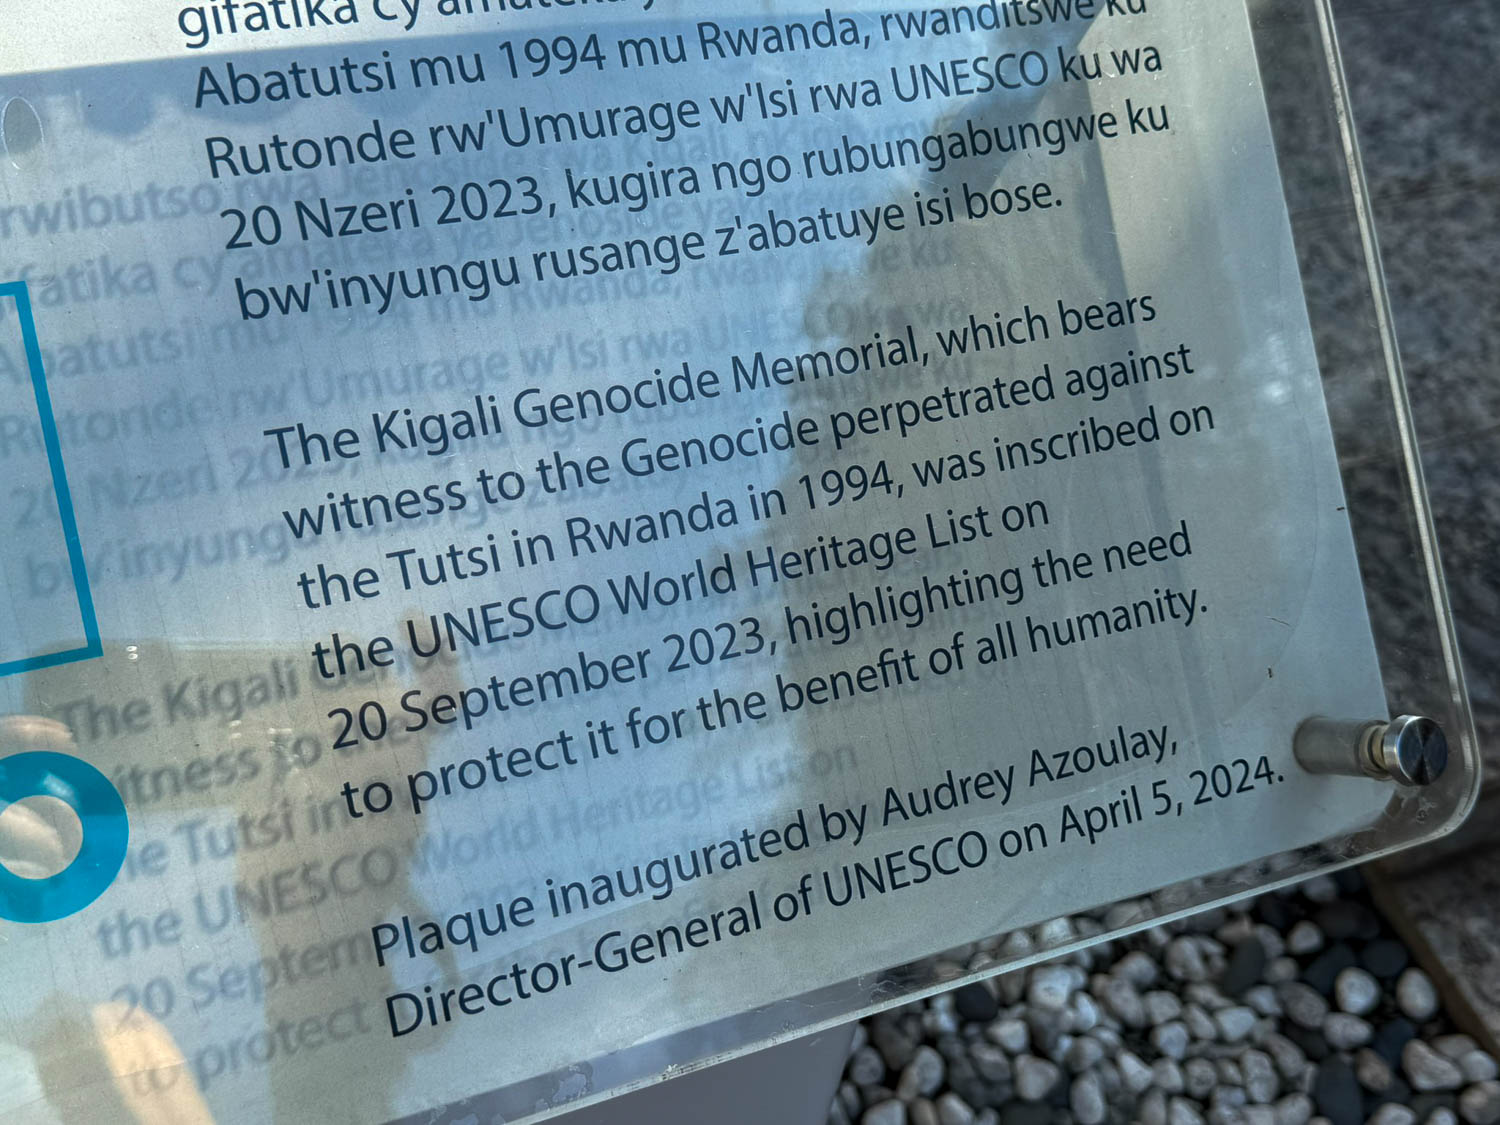 gifatika cy'amateka
Abatutsi mu 1994 mu Rwanda, rwanditswe ku
Rutonde rw'Umurage w'Isi rwa UNESCO ku wa
20 Nzeri 2023, kugira ngo rubungabungwe ku
bw'inyungu rusange z'abatuye isi bose.
The Kigali Genocide Memorial, which bears
witness to the Genocide perpetrated against
the Tutsi in Rwanda in 1994, was inscribed on
the UNESCO World Heritage List on
20 September 2023, highlighting the need
to protect it for the benefit of all humanity.
Plaque inaugurated by Audrey Azoulay,
Director-General of UNESCO on April 5, 2024.